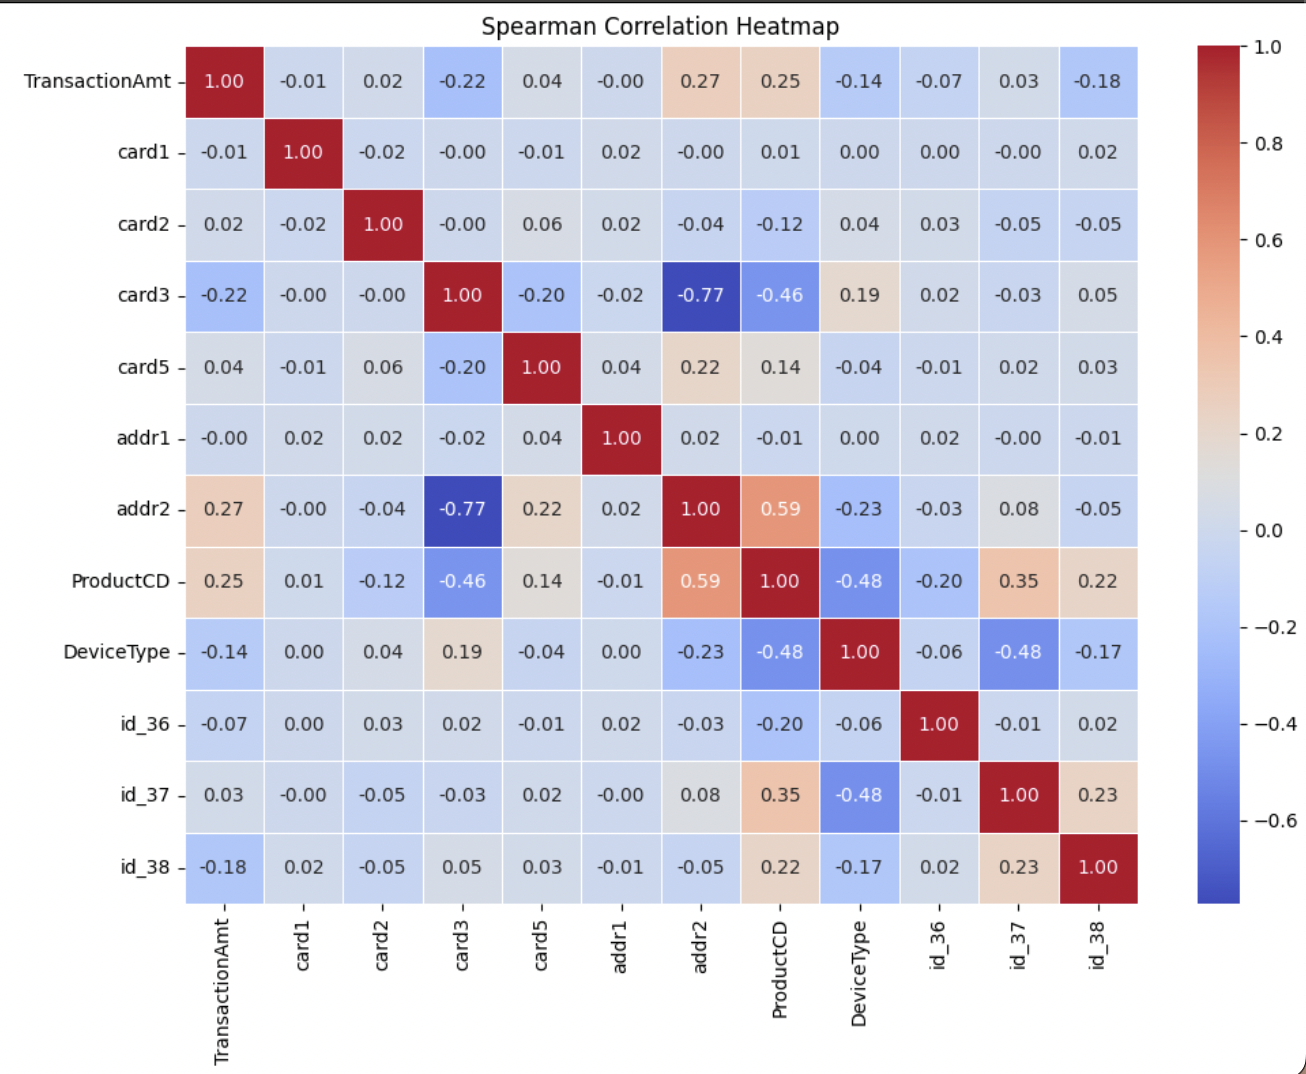 Spearman Correlation Heatmap
TransactionAmt 1.00 -0.01 0.02 -0.22 0.04 -0.00 0.27 0.25 -0.14 -0.07 0.03 -0.18
card1 -0.01 1.00 -0.02 -0.00 -0.01 0.02 -0.00 0.01 0.00 0.00 -0.00 0.02
card2 0.02 -0.02 1.00 -0.00 0.06 0.02 -0.04 -0.12 0.04 0.03 -0.05 -0.05
card3 -0.22 -0.00 -0.00 1.00 -0.20 -0.02 -0.77 -0.46 0.19 0.02 -0.03 0.05
card5 0.04 -0.01 0.06 -0.20 1.00 0.04 0.22 0.14 -0.04 -0.01 0.02 0.03
addr1 -0.00 0.02 0.02 -0.02 0.04 1.00 0.02 -0.01 0.00 0.02 -0.00 -0.01
addr2 0.27 -0.00 -0.04 -0.77 0.22 0.02 1.00 0.59 -0.23 -0.03 0.08 -0.05
ProductCD 0.25 0.01 -0.12 -0.46 0.14 -0.01 0.59 1.00 -0.48 -0.20 0.35 0.22
DeviceType -0.14 0.00 0.04 0.19 -0.04 0.00 -0.23 -0.48 1.00 -0.06 -0.48 -0.17
id_36 -0.07 0.00 0.03 0.02 -0.01 0.02 -0.03 -0.20 -0.06 1.00 -0.01 0.02
id_37 0.03 -0.00 -0.05 -0.03 0.02 -0.00 0.08 0.35 -0.48 -0.01 1.00 0.23
id_38 -0.18 0.02 -0.05 0.05 0.03 -0.01 -0.05 0.22 -0.17 0.02 0.23 1.00
TransactionAmt card1 card2 card3 card5 addr1 addr2 ProductCD DeviceType id_36 id_37 id_38
1.0
0.8
0.6
0.4
0.2
0.0
−0.2
−0.4
−0.6